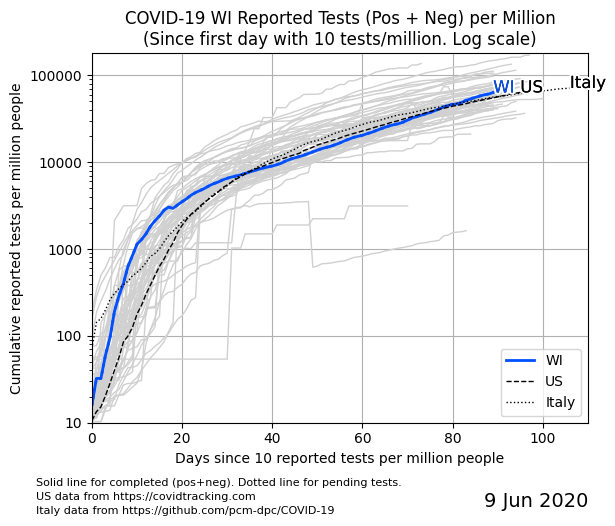 COVID-19 WI Reported Tests (Pos + Neg) per Million
(Since first day with 10 tests/million. Log scale)
Cumulative reported tests per million people
100000
10000
1000
100
10
WI US Italy
WI
US
Italy
0 20 40 60 80 100
Days since 10 reported tests per million people
Solid line for completed (pos+neg). Dotted line for pending tests.
US data from https://covidtracking.com
Italy data from https://github.com/pcm-dpc/COVID-19
9 Jun 2020